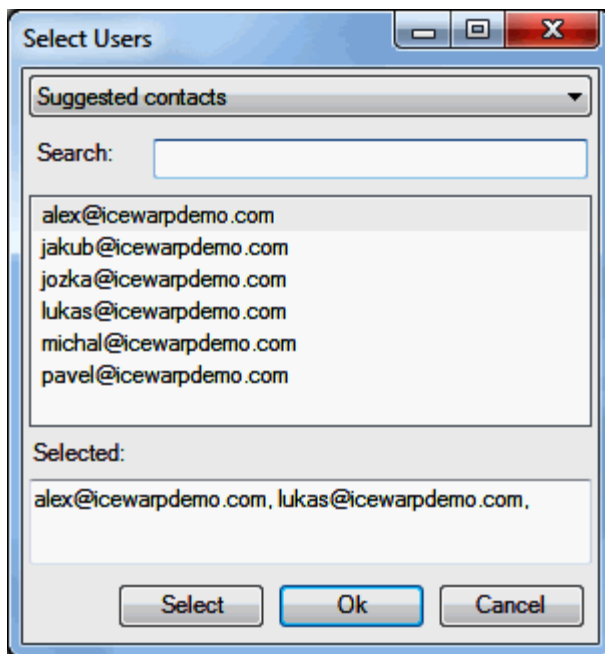 Select Users
Suggested contacts
Search:
alex@icewarpdemo.com
jakub@icewarpdemo.com
jozka@icewarpdemo.com
lukas@icewarpdemo.com
michal@icewarpdemo.com
pavel@icewarpdemo.com
Selected:
alex@icewarpdemo.com, lukas@icewarpdemo.com,
Select Ok Cancel